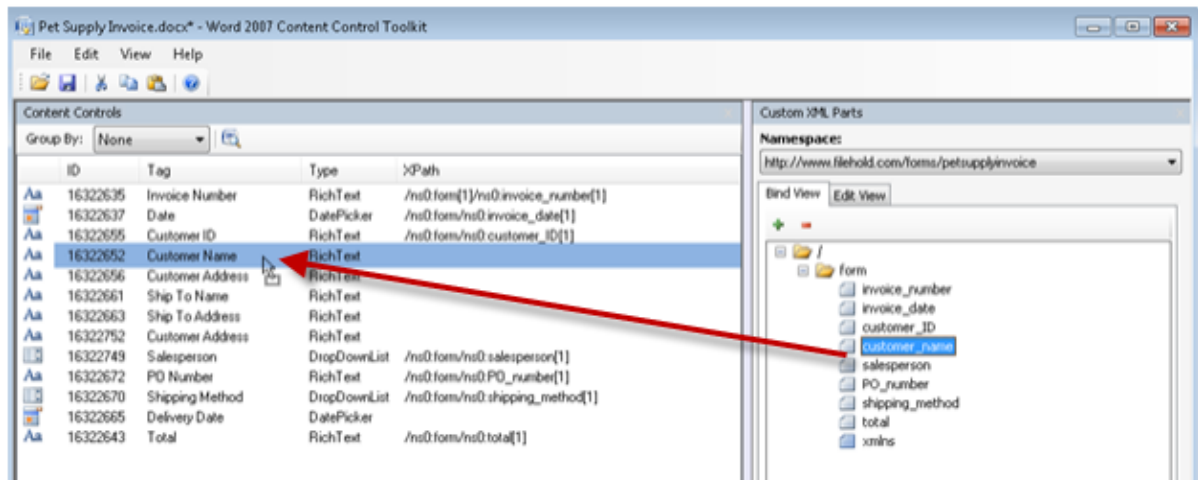 Pet Supply Invoice.docx* - Word 2007 Content Control Toolkit
File Edit View Help
Content Controls
Group By: None
ID Tag Type XPath
16322635 Invoice Number RichText /ns0:form[1]/ns0:invoice_number[1]
16322637 Date DatePicker /ns0:form/ns0:invoice_date[1]
16322655 Customer ID RichText /ns0:form/ns0:customer_ID[1]
16322652 Customer Name RichText
16322656 Customer Address RichText
16322661 Ship To Name RichText
16322663 Ship To Address RichText
16322752 Customer Address RichText
16322749 Salesperson DropDownList /ns0:form/ns0:salesperson[1]
16322672 PO Number RichText /ns0:form/ns0:PO_number[1]
16322670 Shipping Method DropDownList /ns0:form/ns0:shipping_method[1]
16322665 Delivery Date DatePicker
16322643 Total RichText /ns0:form/ns0:total[1]
Custom XML Parts
Namespace:
http://www.filehold.com/forms/petsupplyinvoice
Bind View Edit View
/
form
invoice_number
invoice_date
customer_ID
customer_name
salesperson
PO_number
shipping_method
total
xmlns